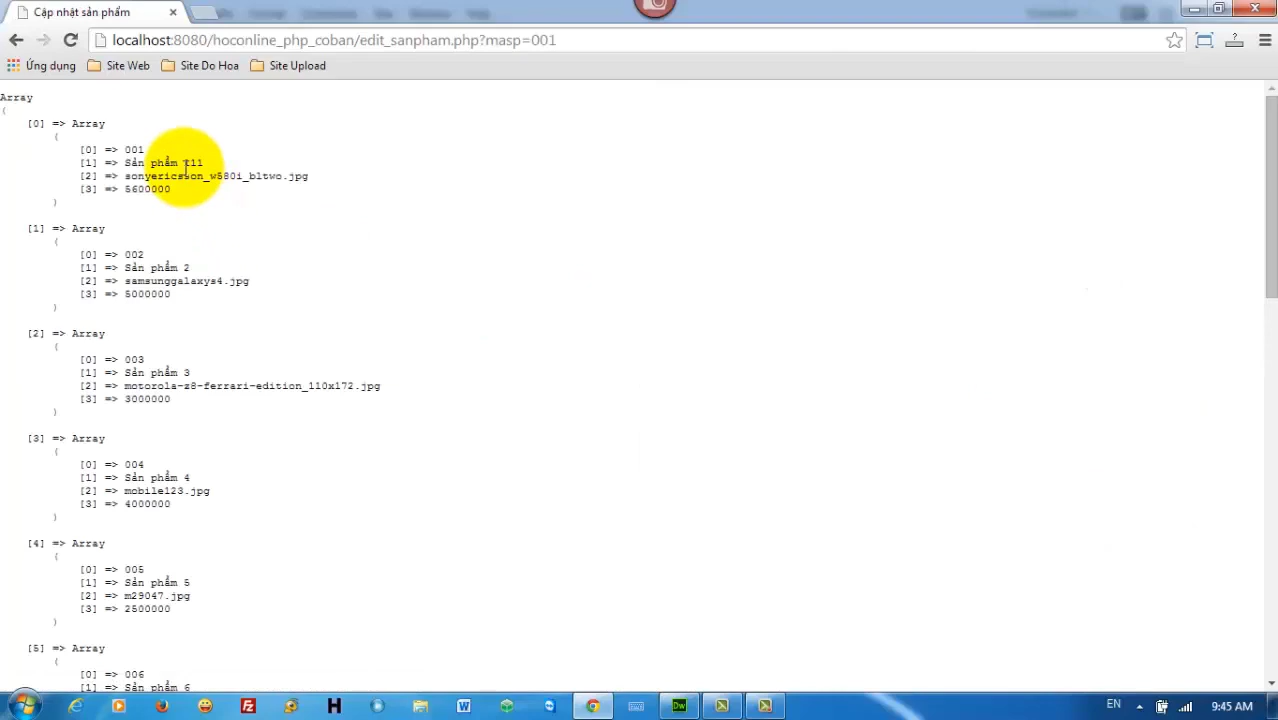 Cập nhật sản phẩm
localhost:8080/hoconline_php_coban/edit_sanpham.php?masp=001
Ứng dụng Site Web Site Do Hoa Site Upload
Array
(
[0] => Array
(
[0] => 001
[1] => Sản phẩm 111
[2] => sonyericsson_w580i_bltwo.jpg
[3] => 5600000
)
[1] => Array
(
[0] => 002
[1] => Sản phẩm 2
[2] => samsunggalaxys4.jpg
[3] => 5000000
)
[2] => Array
(
[0] => 003
[1] => Sản phẩm 3
[2] => motorola-z8-ferrari-edition_110x172.jpg
[3] => 3000000
)
[3] => Array
(
[0] => 004
[1] => Sản phẩm 4
[2] => mobile123.jpg
[3] => 4000000
)
[4] => Array
(
[0] => 005
[1] => Sản phẩm 5
[2] => m29047.jpg
[3] => 2500000
)
[5] => Array
(
[0] => 006
[1] => Sản phẩm 6
EN 9:45 AM